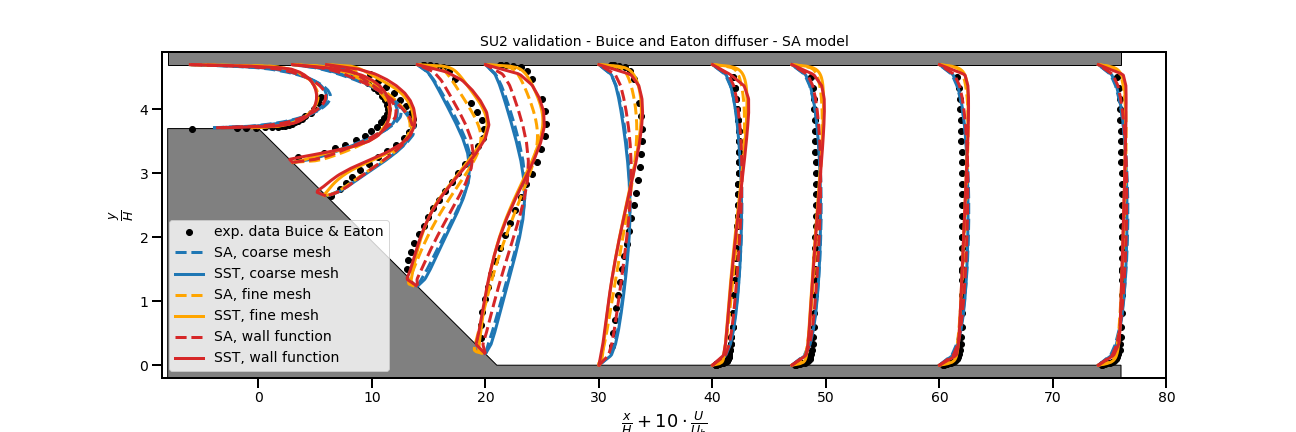 SU2 validation - Buice and Eaton diffuser - SA model
y/H
4
3
2
1
0
exp. data Buice & Eaton
SA, coarse mesh
SST, coarse mesh
SA, fine mesh
SST, fine mesh
SA, wall function
SST, wall function
0 10 20 30 40 50 60 70 80
x/H + 10 · U/U